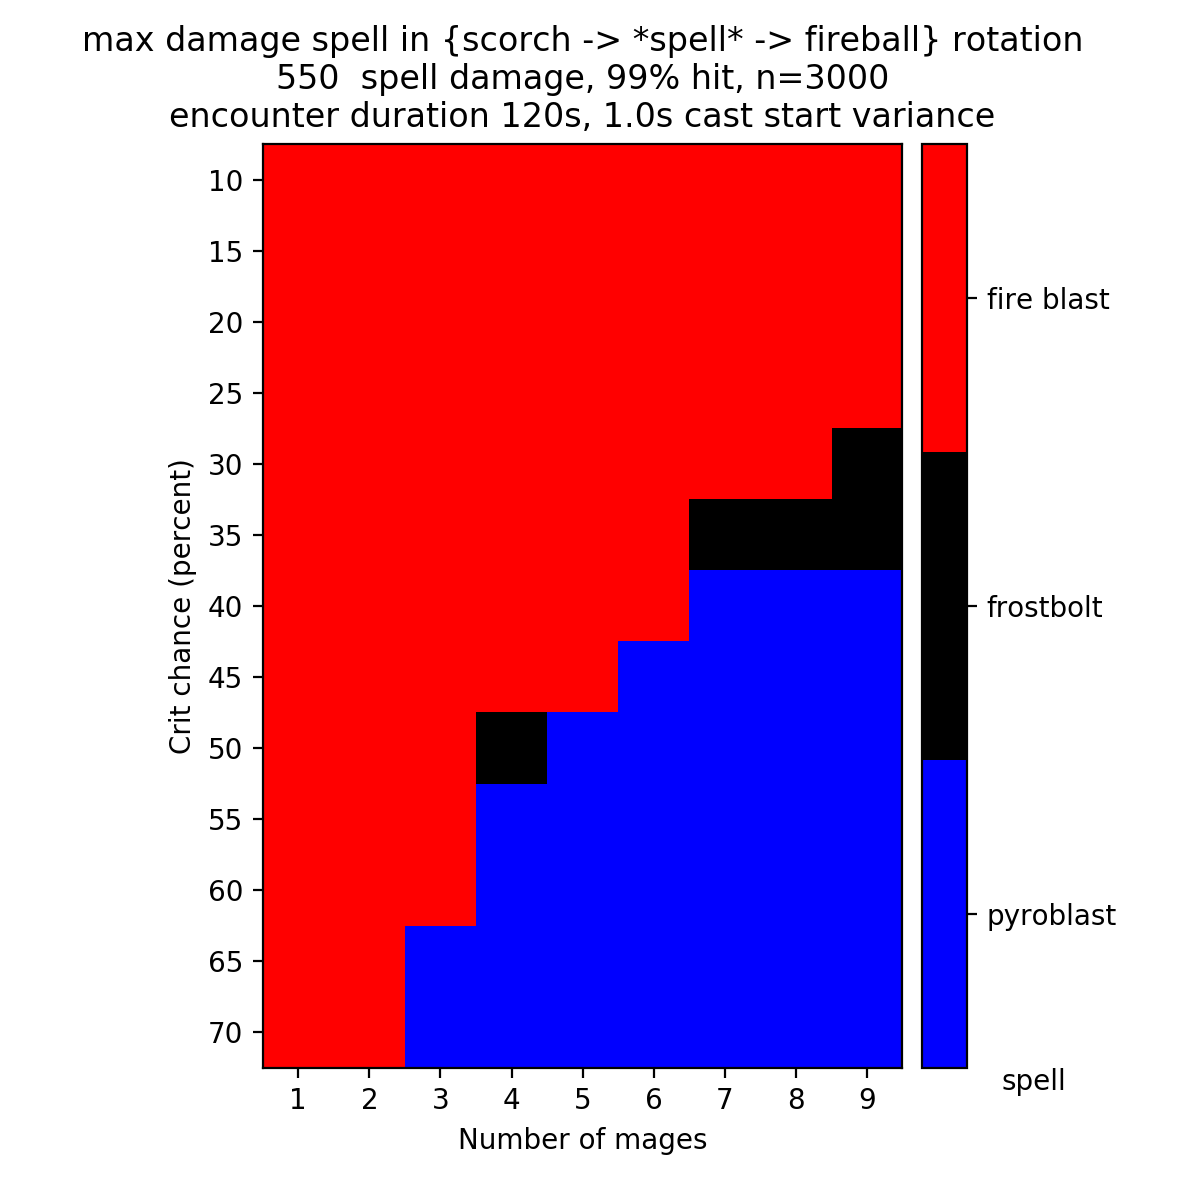 max damage spell in {scorch -> *spell* -> fireball} rotation
550  spell damage, 99% hit, n=3000
encounter duration 120s, 1.0s cast start variance
Crit chance (percent)
10
15
20
25
30
35
40
45
50
55
60
65
70
1 2 3 4 5 6 7 8 9
Number of mages
fire blast
frostbolt
pyroblast
spell